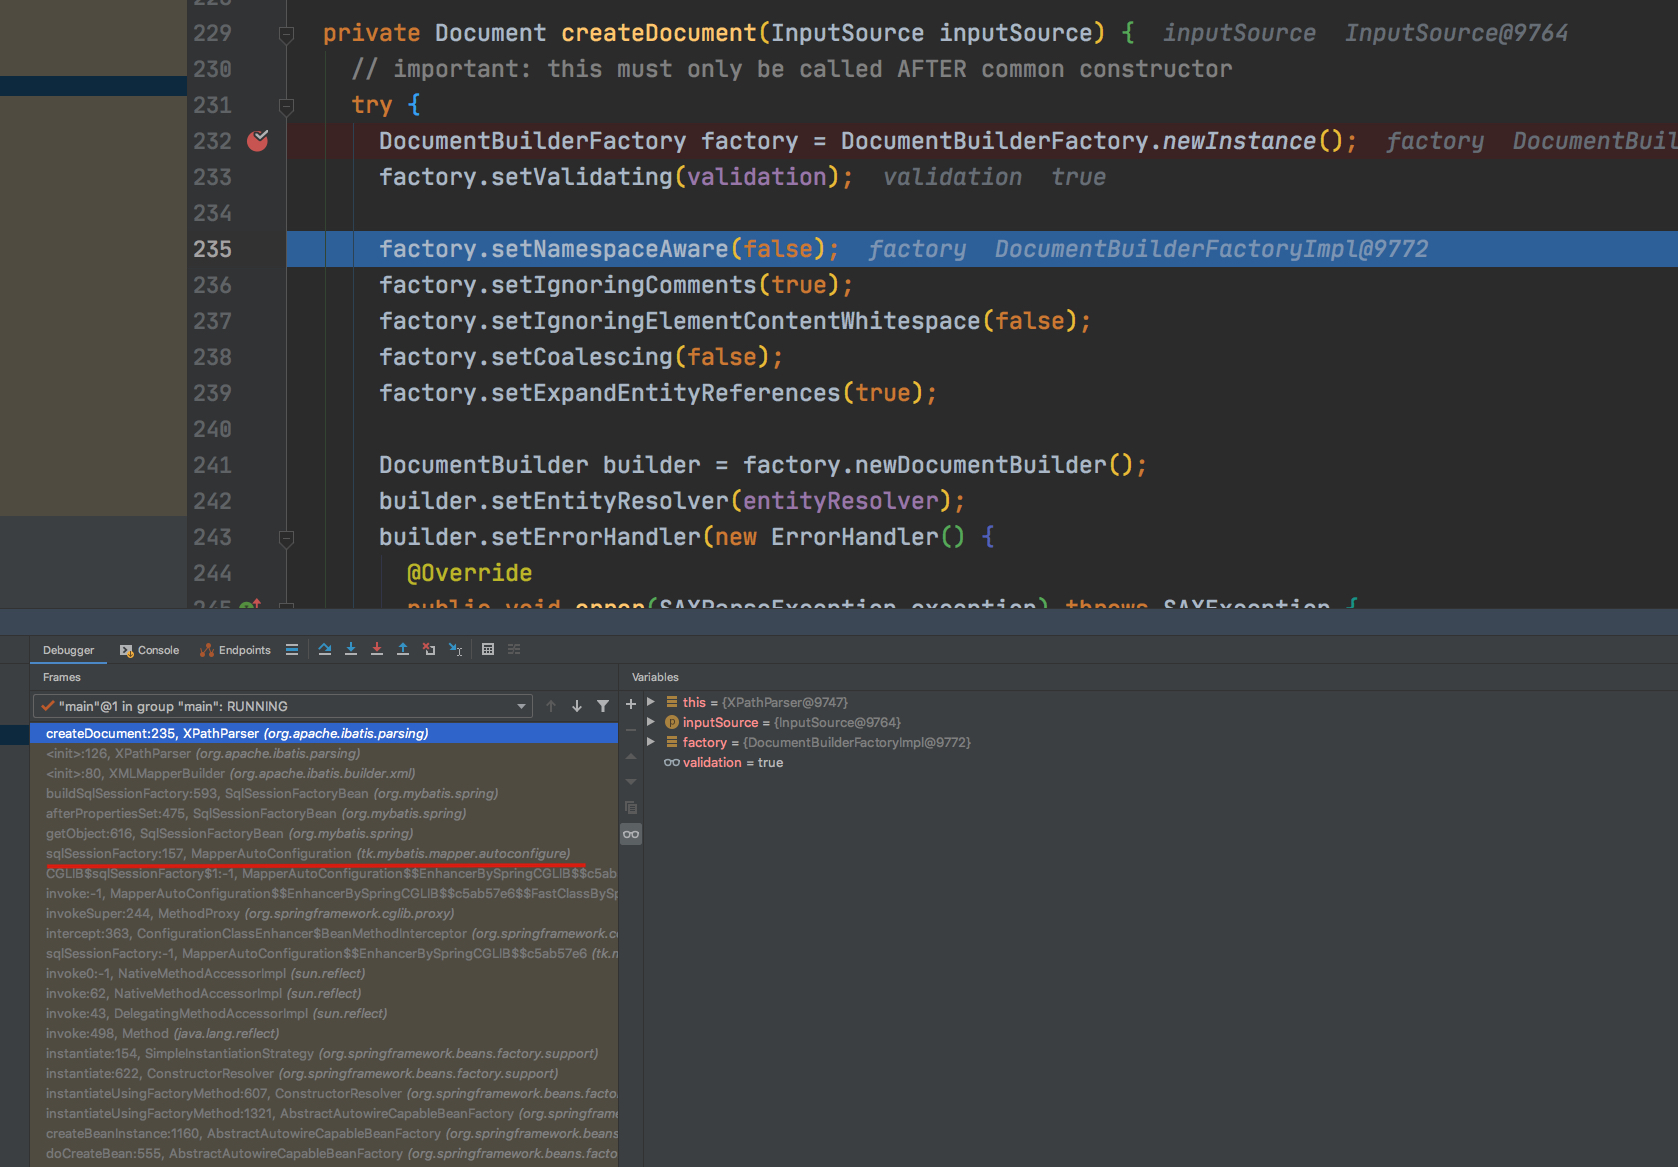 228
229 private Document createDocument(InputSource inputSource) { inputSource InputSource@9764
230 // important: this must only be called AFTER common constructor
231 try {
232 DocumentBuilderFactory factory = DocumentBuilderFactory.newInstance(); factory DocumentBuil
233 factory.setValidating(validation); validation true
234
235 factory.setNamespaceAware(false); factory DocumentBuilderFactoryImpl@9772
236 factory.setIgnoringComments(true);
237 factory.setIgnoringElementContentWhitespace(false);
238 factory.setCoalescing(false);
239 factory.setExpandEntityReferences(true);
240
241 DocumentBuilder builder = factory.newDocumentBuilder();
242 builder.setEntityResolver(entityResolver);
243 builder.setErrorHandler(new ErrorHandler() {
244 @Override
245 public void error(SAXParseException exception) throws SAXException {
Debugger Console Endpoints
Frames
"main"@1 in group "main": RUNNING
createDocument:235, XPathParser (org.apache.ibatis.parsing)
<init>:126, XPathParser (org.apache.ibatis.parsing)
<init>:80, XMLMapperBuilder (org.apache.ibatis.builder.xml)
buildSqlSessionFactory:593, SqlSessionFactoryBean (org.mybatis.spring)
afterPropertiesSet:475, SqlSessionFactoryBean (org.mybatis.spring)
getObject:616, SqlSessionFactoryBean (org.mybatis.spring)
sqlSessionFactory:157, MapperAutoConfiguration (tk.mybatis.mapper.autoconfigure)
CGLIB$sqlSessionFactory$1:-1, MapperAutoConfiguration$$EnhancerBySpringCGLIB$$c5ab
invoke:-1, MapperAutoConfiguration$$EnhancerBySpringCGLIB$$c5ab57e6$$FastClassBySp
invokeSuper:244, MethodProxy (org.springframework.cglib.proxy)
intercept:363, ConfigurationClassEnhancer$BeanMethodInterceptor (org.springframework.co
sqlSessionFactory:-1, MapperAutoConfiguration$$EnhancerBySpringCGLIB$$c5ab57e6 (tk.m
invoke0:-1, NativeMethodAccessorImpl (sun.reflect)
invoke:62, NativeMethodAccessorImpl (sun.reflect)
invoke:43, DelegatingMethodAccessorImpl (sun.reflect)
invoke:498, Method (java.lang.reflect)
instantiate:154, SimpleInstantiationStrategy (org.springframework.beans.factory.support)
instantiate:622, ConstructorResolver (org.springframework.beans.factory.support)
instantiateUsingFactoryMethod:607, ConstructorResolver (org.springframework.beans.facto
instantiateUsingFactoryMethod:1321, AbstractAutowireCapableBeanFactory (org.springframe
createBeanInstance:1160, AbstractAutowireCapableBeanFactory (org.springframework.beans
doCreateBean:555, AbstractAutowireCapableBeanFactory (org.springframework.beans.facto
Variables
this = {XPathParser@9747}
inputSource = {InputSource@9764}
factory = {DocumentBuilderFactoryImpl@9772}
validation = true